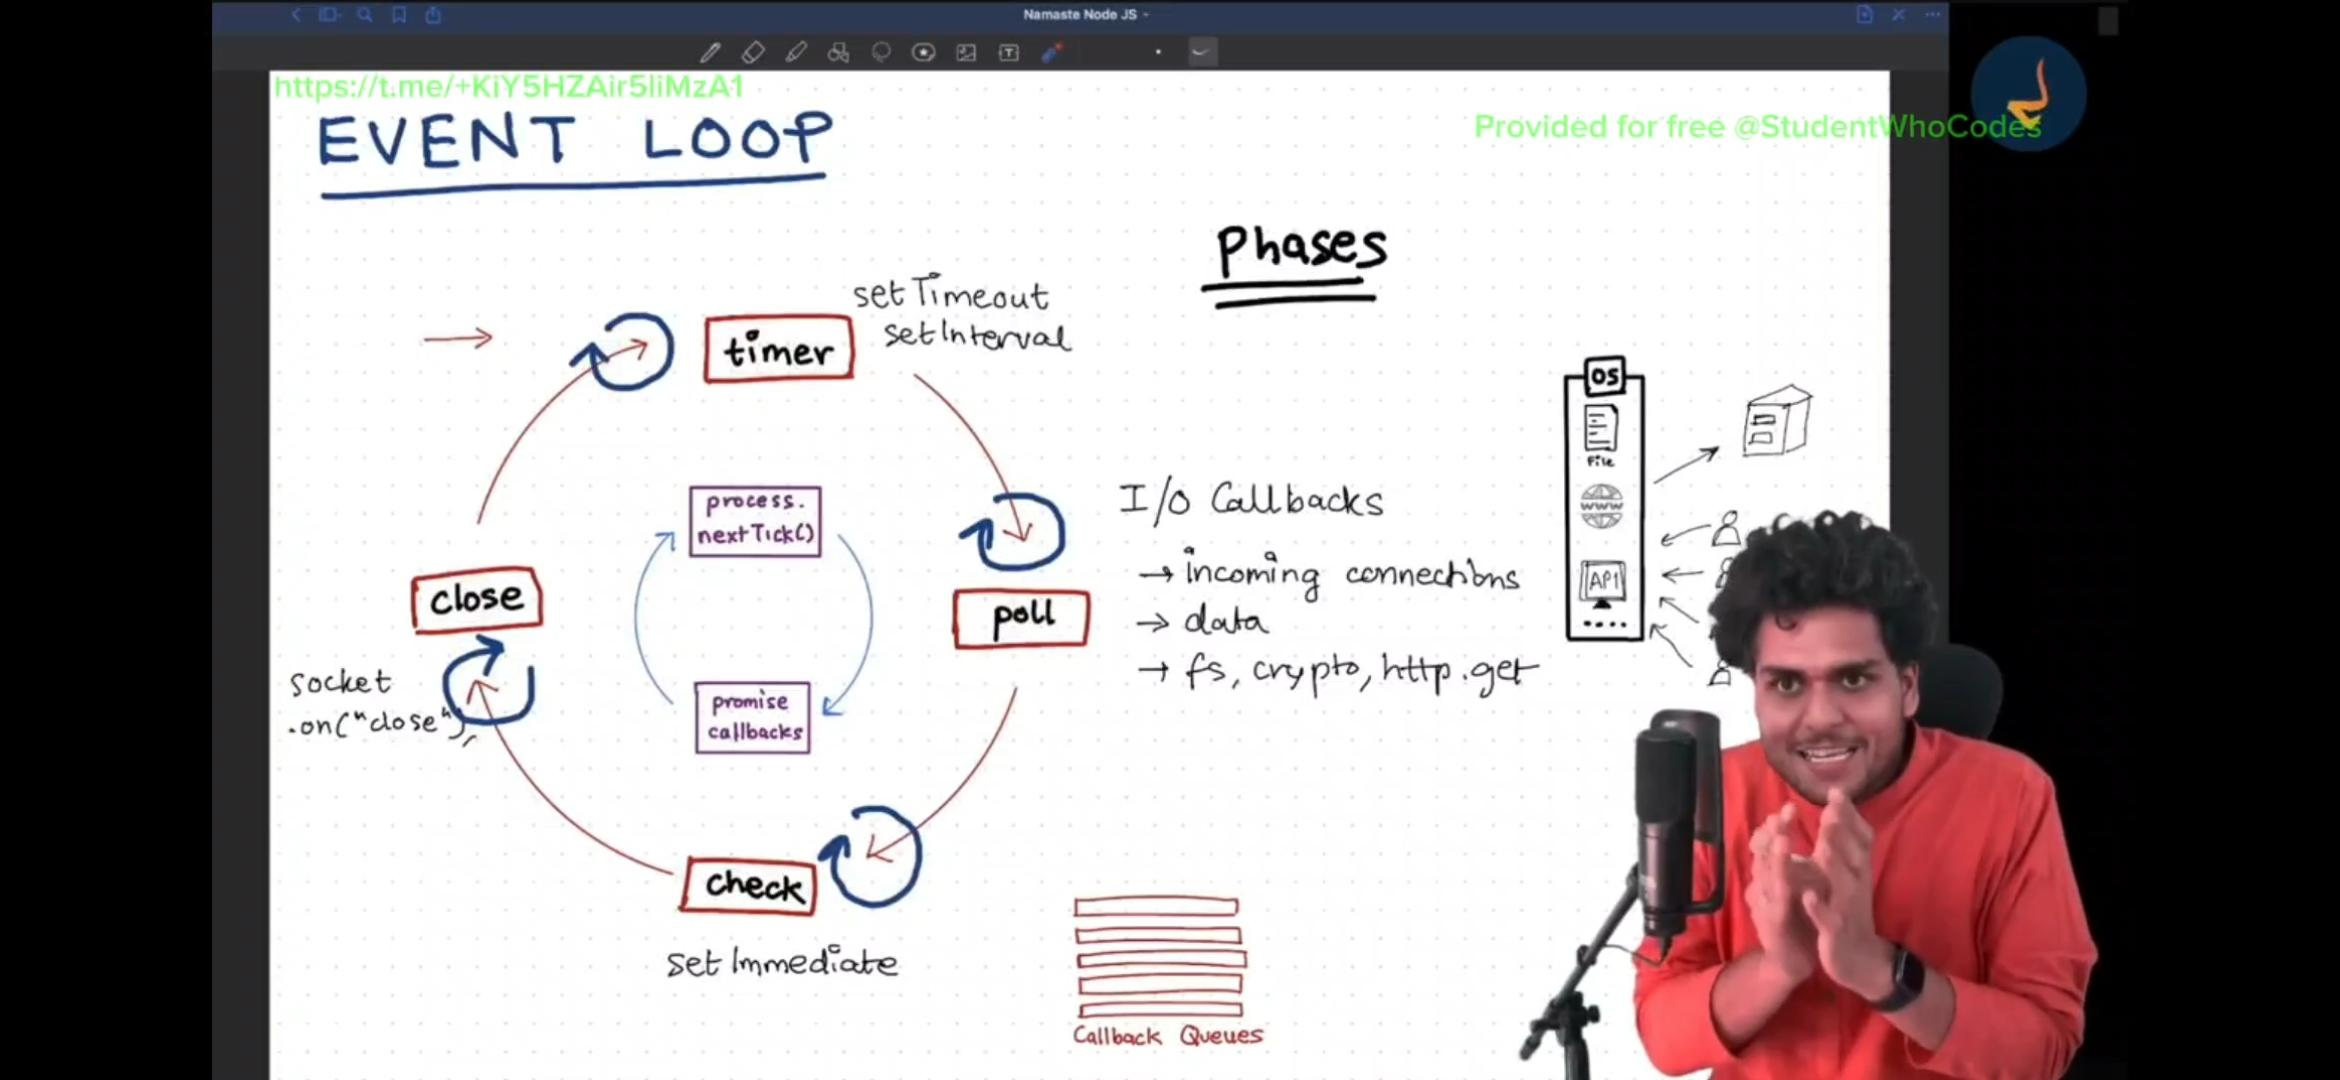 Namaste Node JS
https://t.me/+KiY5HZAir5liMzA1
Provided for free @StudentWhoCodes
EVENT LOOP
Phases
setTimeout
setInterval
timer
OS
File
www
API
process.
nextTick()
I/O Callbacks
→ incoming connections
→ data
→ fs, crypto, http.get
close
poll
socket
.on("close")
promise
callbacks
check
setImmediate
Callback Queues